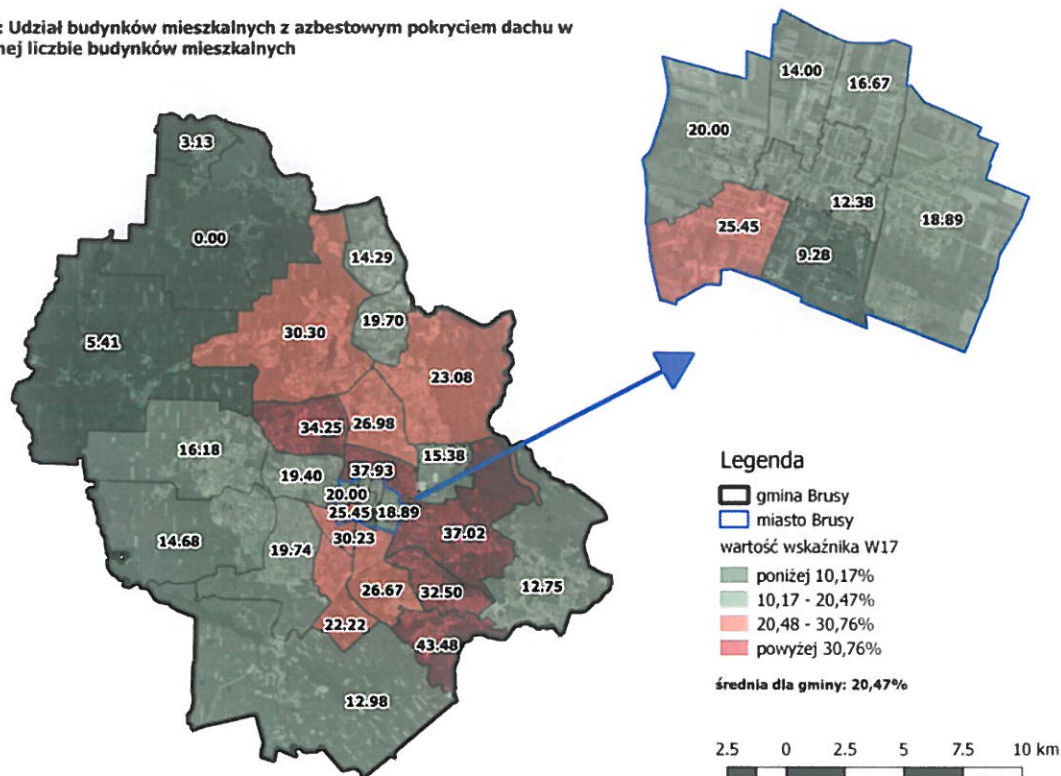 : Udział budynków mieszkalnych z azbestowym pokryciem dachu w
nej liczbie budynków mieszkalnych
14.00
16.67
20.00
12.38
18.89
25.45
9.28
3.13
0.00
14.29
19.70
30.30
5.41
23.08
26.98
34.25
15.38
16.18
19.40
37.93
20.00
25.45
18.89
30.23
37.02
14.68
19.74
26.67
32.50
12.75
22.22
43.48
12.98
Legenda
gmina Brusy
miasto Brusy
wartość wskaźnika W17
poniżej 10,17%
10,17 - 20,47%
20,48 - 30,76%
powyżej 30,76%
średnia dla gminy: 20,47%
2.5 0 2.5 5 7.5 10 km